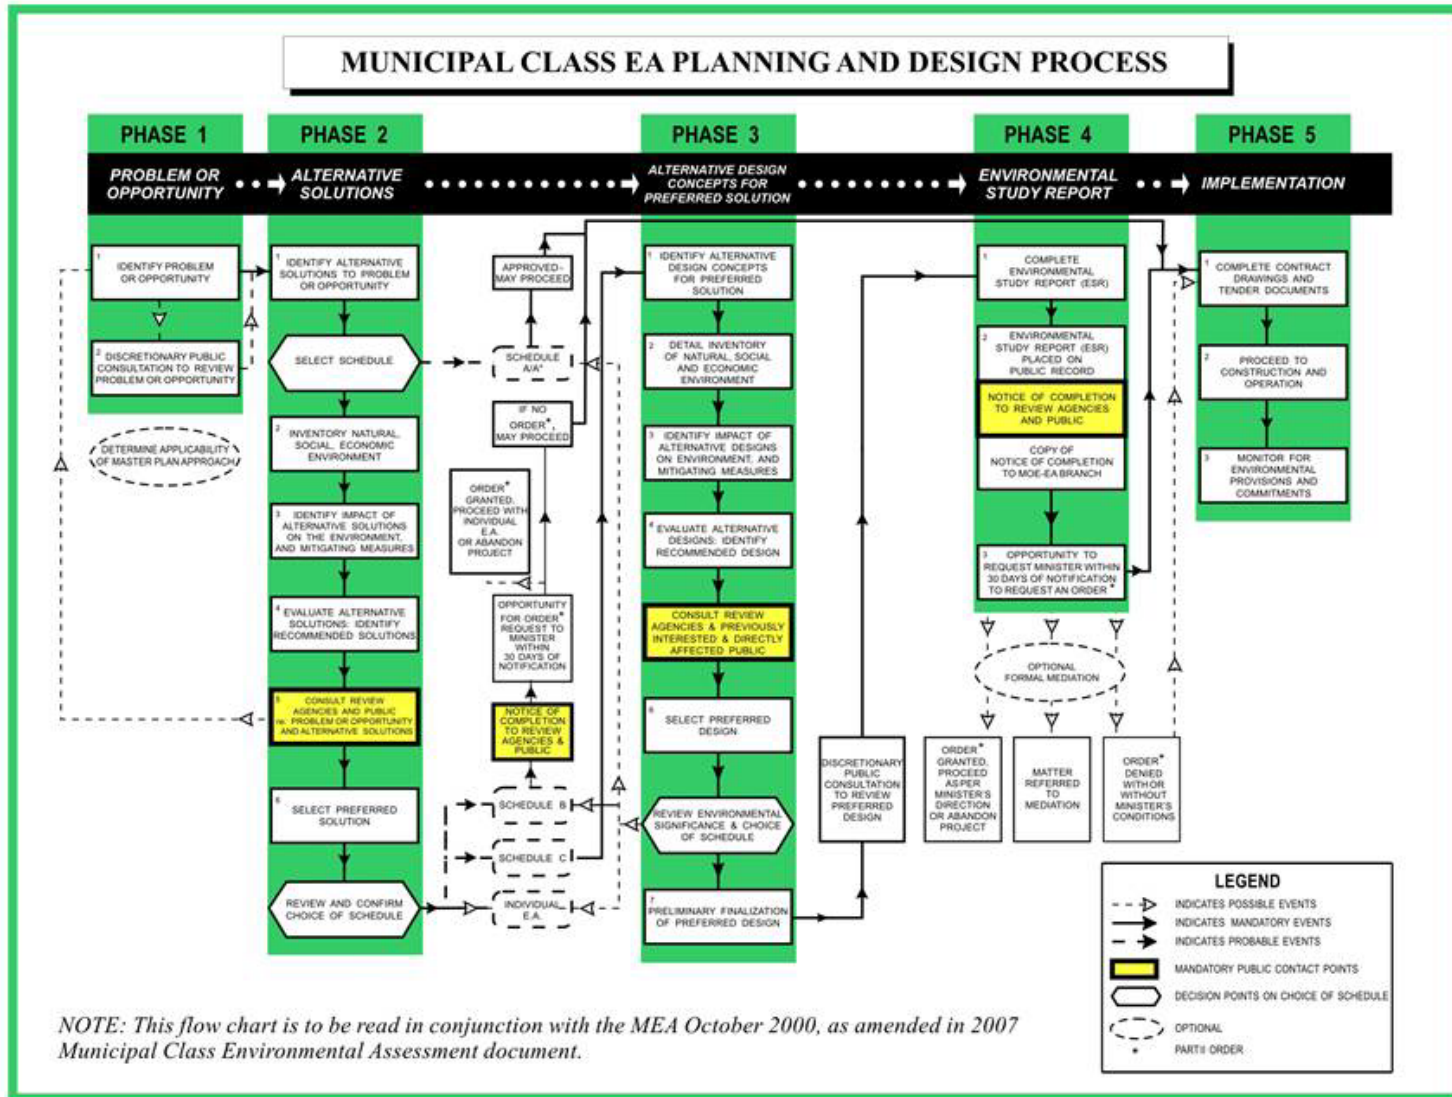 MUNICIPAL CLASS EA PLANNING AND DESIGN PROCESS
PHASE 1
PROBLEM OR
OPPORTUNITY
PHASE 2
ALTERNATIVE
SOLUTIONS
PHASE 3
ALTERNATIVE DESIGN
CONCEPTS FOR
PREFERRED SOLUTION
PHASE 4
ENVIRONMENTAL
STUDY REPORT
PHASE 5
IMPLEMENTATION
1
IDENTIFY PROBLEM
OR OPPORTUNITY
2
DISCRETIONARY PUBLIC
CONSULTATION TO REVIEW
PROBLEM OR OPPORTUNITY
DETERMINE APPLICABILITY
OF MASTER PLAN APPROACH
1
IDENTIFY ALTERNATIVE
SOLUTIONS TO PROBLEM
OR OPPORTUNITY
SELECT SCHEDULE
2
INVENTORY NATURAL,
SOCIAL, ECONOMIC
ENVIRONMENT
3
IDENTIFY IMPACT OF
ALTERNATIVE SOLUTIONS
ON THE ENVIRONMENT,
AND MITIGATING MEASURES
4
EVALUATE ALTERNATIVE
SOLUTIONS: IDENTIFY
RECOMMENDED SOLUTIONS
5
CONSULT REVIEW
AGENCIES AND PUBLIC
re: PROBLEM OR OPPORTUNITY
AND ALTERNATIVE SOLUTIONS
6
SELECT PREFERRED
SOLUTION
REVIEW AND CONFIRM
CHOICE OF SCHEDULE
APPROVED-
MAY PROCEED
SCHEDULE
A/A+
IF NO
ORDER*,
MAY PROCEED
ORDER*
GRANTED,
PROCEED WITH
INDIVIDUAL
E.A.
OR ABANDON
PROJECT
OPPORTUNITY
FOR ORDER*
REQUEST TO
MINISTER
WITHIN
30 DAYS OF
NOTIFICATION
NOTICE OF
COMPLETION
TO REVIEW
AGENCIES &
PUBLIC
SCHEDULE B
SCHEDULE C
INDIVIDUAL
E.A.
1
IDENTIFY ALTERNATIVE
DESIGN CONCEPTS
FOR PREFERRED
SOLUTION
2
DETAIL INVENTORY
OF NATURAL, SOCIAL
AND ECONOMIC
ENVIRONMENT
3
IDENTIFY IMPACT OF
ALTERNATIVE DESIGNS
ON ENVIRONMENT, AND
MITIGATING MEASURES
4
EVALUATE ALTERNATIVE
DESIGNS: IDENTIFY
RECOMMENDED DESIGN
CONSULT REVIEW
AGENCIES & PREVIOUSLY
INTERESTED & DIRECTLY
AFFECTED PUBLIC
6
SELECT PREFERRED
DESIGN
REVIEW ENVIRONMENTAL
SIGNIFICANCE & CHOICE
OF SCHEDULE
7
PRELIMINARY FINALIZATION
OF PREFERRED DESIGN
DISCRETIONARY
PUBLIC
CONSULTATION
TO REVIEW
PREFERRED
DESIGN
1
COMPLETE
ENVIRONMENTAL
STUDY REPORT (ESR)
2
ENVIRONMENTAL
STUDY REPORT (ESR)
PLACED ON
PUBLIC RECORD
NOTICE OF COMPLETION
TO REVIEW AGENCIES
AND PUBLIC
COPY OF
NOTICE OF COMPLETION
TO MOE-EA BRANCH
3
OPPORTUNITY TO
REQUEST MINISTER WITHIN
30 DAYS OF NOTIFICATION
TO REQUEST AN ORDER*
OPTIONAL
FORMAL MEDIATION
ORDER*
GRANTED,
PROCEED
AS PER
MINISTER'S
DIRECTION
OR ABANDON
PROJECT
MATTER
REFERRED
TO
MEDIATION
ORDER*
DENIED
WITH OR
WITHOUT
MINISTER'S
CONDITIONS
1
COMPLETE CONTRACT
DRAWINGS AND
TENDER DOCUMENTS
2
PROCEED TO
CONSTRUCTION AND
OPERATION
3
MONITOR FOR
ENVIRONMENTAL
PROVISIONS AND
COMMITMENTS
LEGEND
INDICATES POSSIBLE EVENTS
INDICATES MANDATORY EVENTS
INDICATES PROBABLE EVENTS
MANDATORY PUBLIC CONTACT POINTS
DECISION POINTS ON CHOICE OF SCHEDULE
OPTIONAL
* PART II ORDER
NOTE: This flow chart is to be read in conjunction with the MEA October 2000, as amended in 2007
Municipal Class Environmental Assessment document.